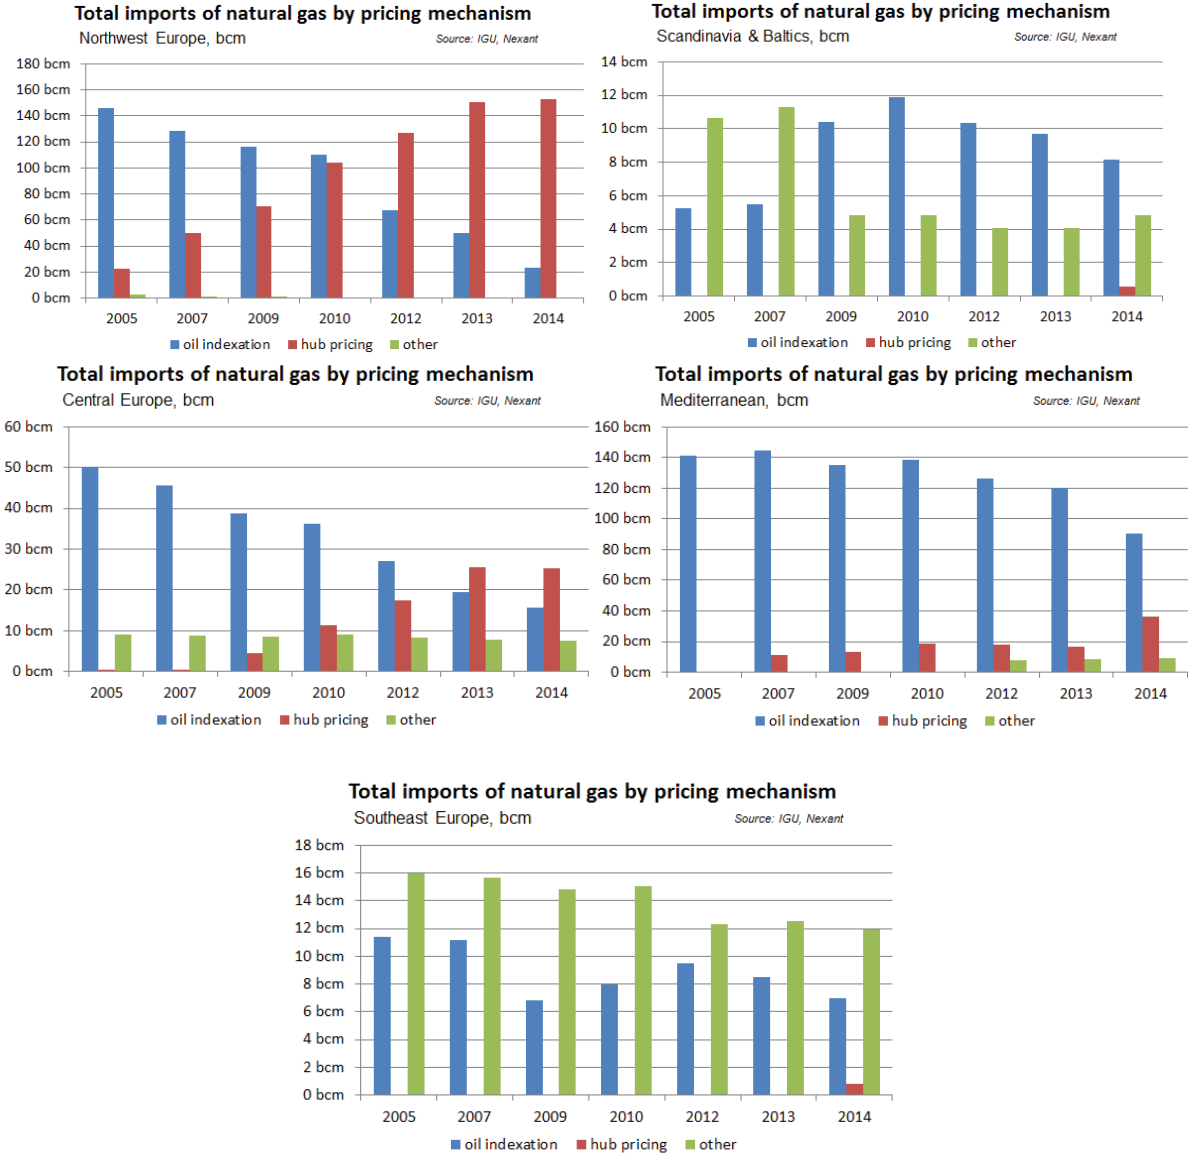 Total imports of natural gas by pricing mechanism
Northwest Europe, bcm
Source: IGU, Nexant
180 bcm
160 bcm
140 bcm
120 bcm
100 bcm
80 bcm
60 bcm
40 bcm
20 bcm
0 bcm
2005 2007 2009 2010 2012 2013 2014
oil indexation hub pricing other
Total imports of natural gas by pricing mechanism
Scandinavia & Baltics, bcm
Source: IGU, Nexant
14 bcm
12 bcm
10 bcm
8 bcm
6 bcm
4 bcm
2 bcm
0 bcm
2005 2007 2009 2010 2012 2013 2014
oil indexation hub pricing other
Total imports of natural gas by pricing mechanism
Central Europe, bcm
Source: IGU, Nexant
60 bcm
50 bcm
40 bcm
30 bcm
20 bcm
10 bcm
0 bcm
2005 2007 2009 2010 2012 2013 2014
oil indexation hub pricing other
Total imports of natural gas by pricing mechanism
Mediterranean, bcm
Source: IGU, Nexant
160 bcm
140 bcm
120 bcm
100 bcm
80 bcm
60 bcm
40 bcm
20 bcm
0 bcm
2005 2007 2009 2010 2012 2013 2014
oil indexation hub pricing other
Total imports of natural gas by pricing mechanism
Southeast Europe, bcm
Source: IGU, Nexant
18 bcm
16 bcm
14 bcm
12 bcm
10 bcm
8 bcm
6 bcm
4 bcm
2 bcm
0 bcm
2005 2007 2009 2010 2012 2013 2014
oil indexation hub pricing other